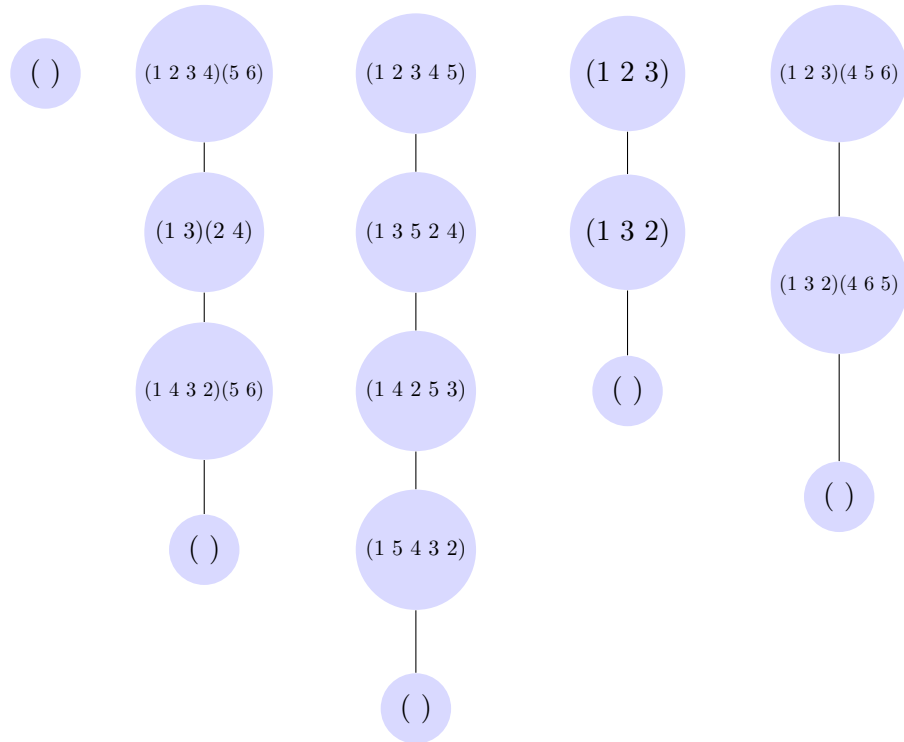 ( )
(1 2 3 4)(5 6)
(1 3)(2 4)
(1 4 3 2)(5 6)
( )
(1 2 3 4 5)
(1 3 5 2 4)
(1 4 2 5 3)
(1 5 4 3 2)
( )
(1 2 3)
(1 3 2)
( )
(1 2 3)(4 5 6)
(1 3 2)(4 6 5)
( )